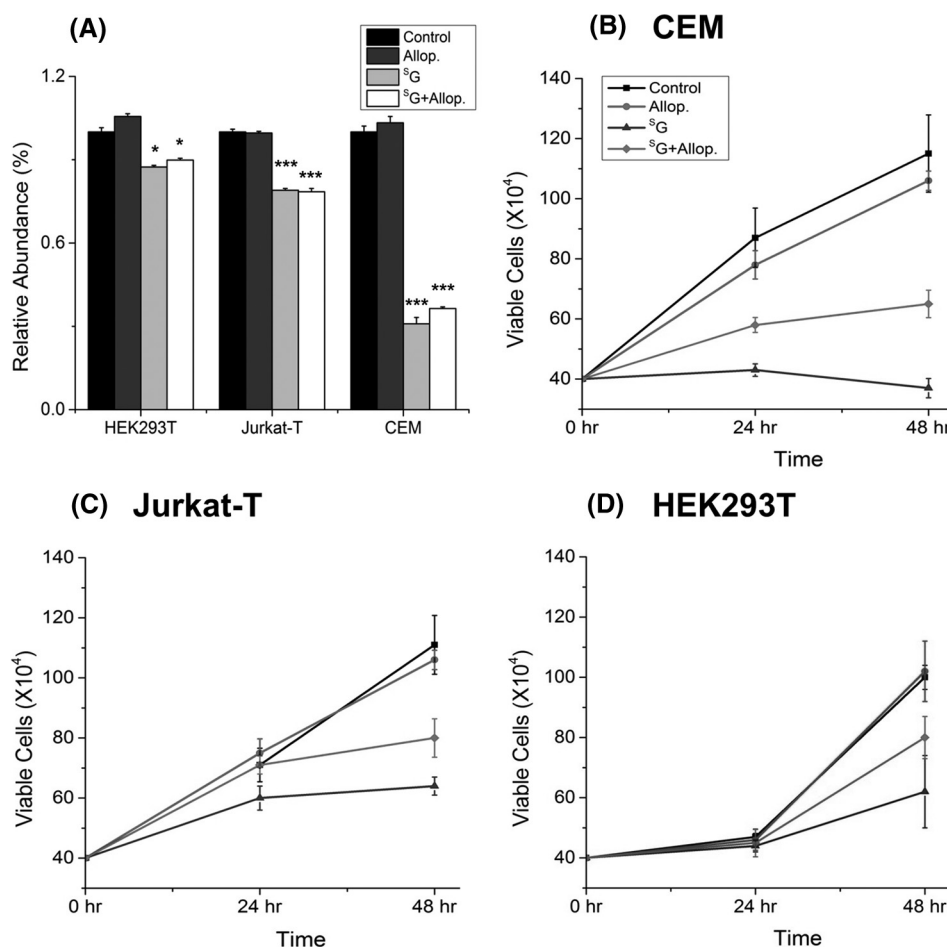 (A)
Control
Allop.
ˢG
ˢG+Allop.
1.2
0.6
0.0
Relative Abundance (%)
* *
*** ***
*** ***
HEK293T Jurkat-T CEM
(B) CEM
Control
Allop.
ˢG
ˢG+Allop.
140
120
100
80
60
40
Viable Cells (X10⁴)
0 hr 24 hr 48 hr
Time
(C) Jurkat-T
140
120
100
80
60
40
Viable Cells (X10⁴)
0 hr 24 hr 48 hr
Time
(D) HEK293T
140
120
100
80
60
40
Viable Cells (X10⁴)
0 hr 24 hr 48 hr
Time